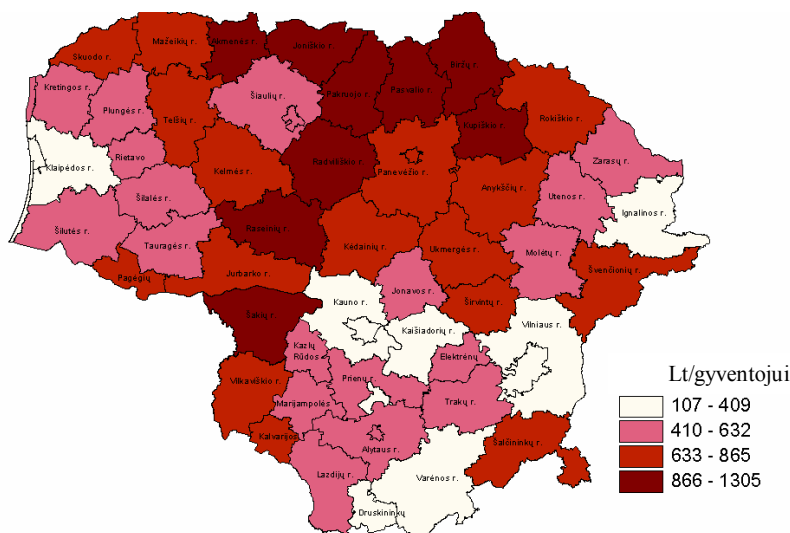 Mažeikių r.
Akmenės r.
Joniškio r.
Skuodo r.
Biržų r.
Pakruojo r.
Pasvalio r.
Kretingos r.
Plungės r.
Šiaulių r.
Telšių r.
Rokiškio r.
Kupiškio r.
Rietavo
Klaipėdos r.
Kelmės r.
Radviliškio r.
Panevėžio r.
Zarasų r.
Anykščių r.
Utenos r.
Šilalės r.
Ignalinos r.
Šilutės r.
Tauragės r.
Raseinių r.
Kėdainių r.
Ukmergės r.
Molėtų r.
Švenčionių r.
Pagėgių
Jurbarko r.
Jonavos r.
Širvintų r.
Kauno r.
Šakių r.
Kaišiadorių r.
Vilniaus r.
Kazlų
Rūdos
Elektrėnų
Vilkaviškio r.
Prienų r.
Marijampolės
Trakų r.
Kalvarijos
Alytaus r.
Šalčininkų r.
Lazdijų r.
Varėnos r.
Druskininkų
Lt/gyventojui
107 - 409
410 - 632
633 - 865
866 - 1305